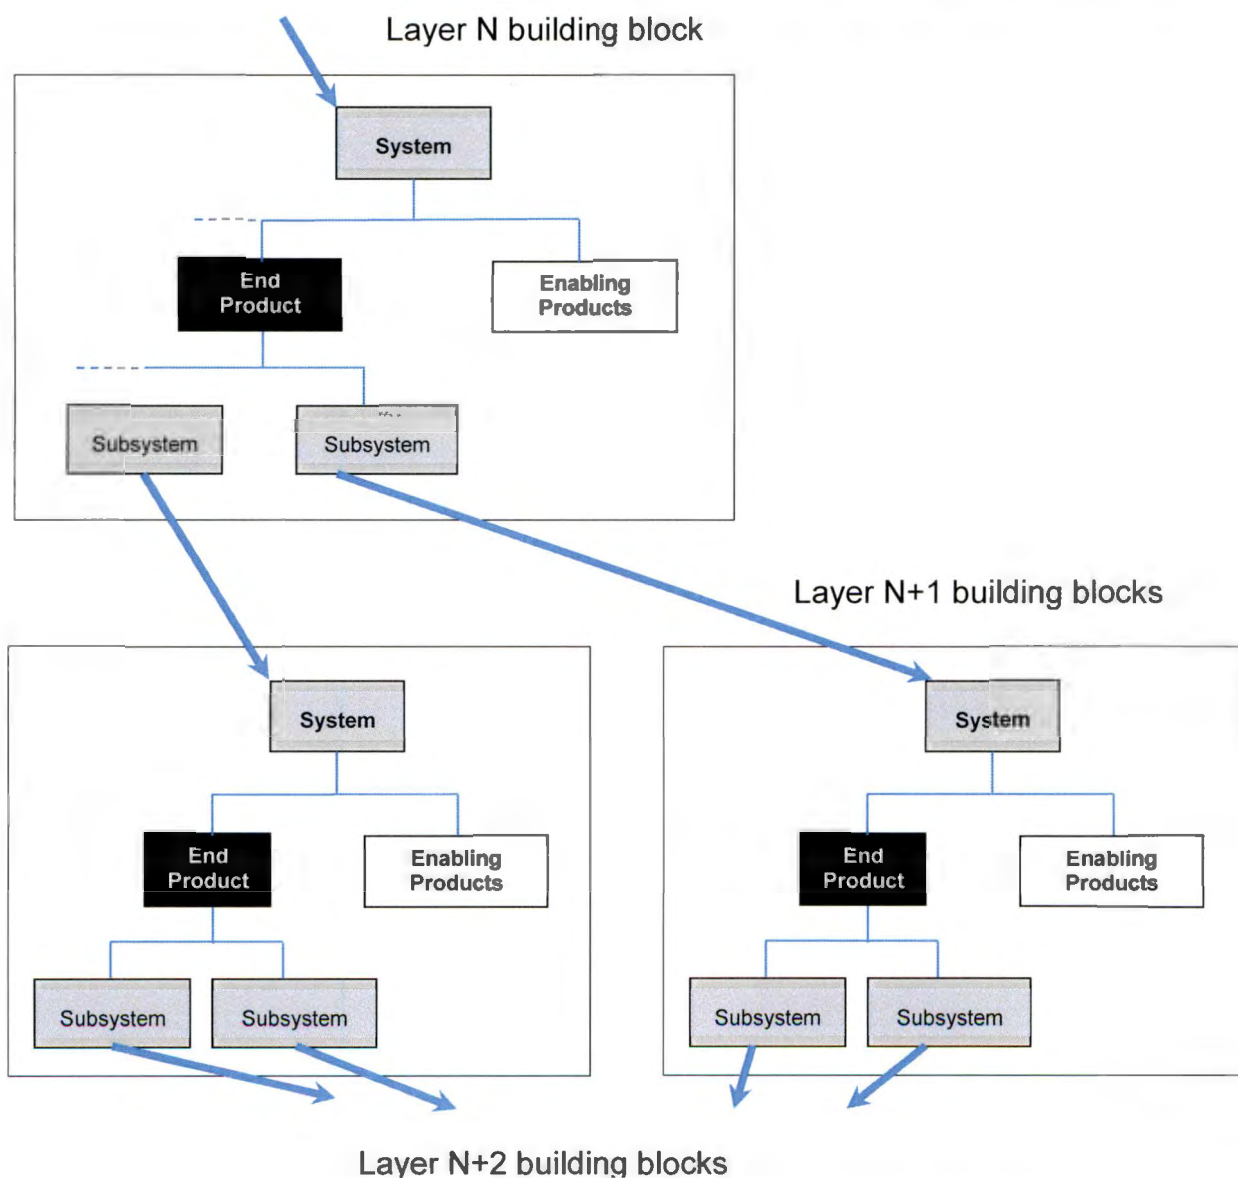 Layer N building block
System
End
Product
Enabling
Products
Subsystem
Subsystem
Layer N+1 building blocks
System
End
Product
Enabling
Products
Subsystem
Subsystem
System
End
Product
Enabling
Products
Subsystem
Subsystem
Layer N+2 building blocks